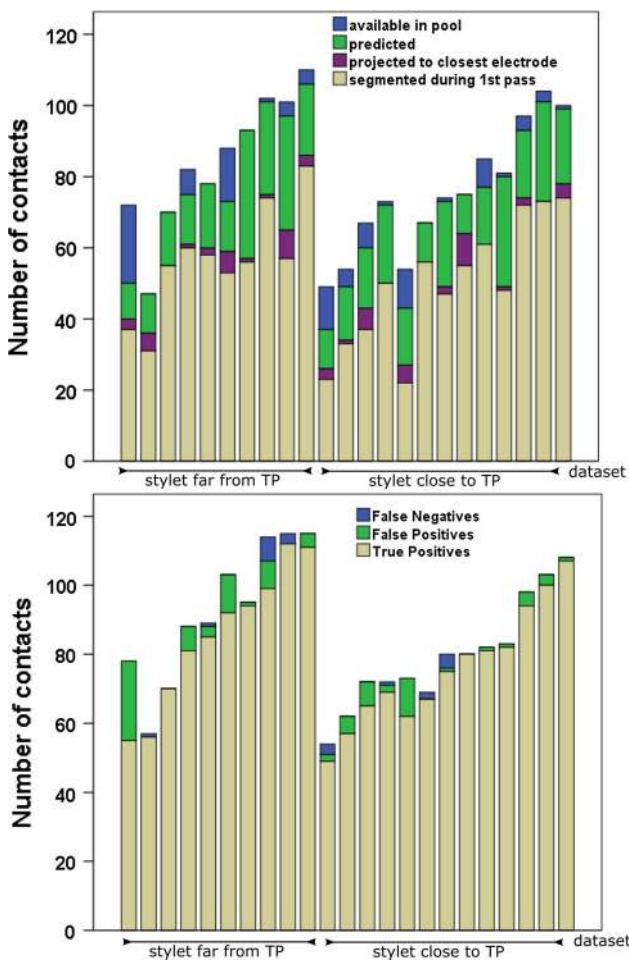 120
100
80
60
40
20
0
Number of contacts
available in pool
predicted
projected to closest electrode
segmented during 1st pass
stylet far from TP
stylet close to TP
dataset
120
100
80
60
40
20
0
Number of contacts
False Negatives
False Positives
True Positives
stylet far from TP
stylet close to TP
dataset